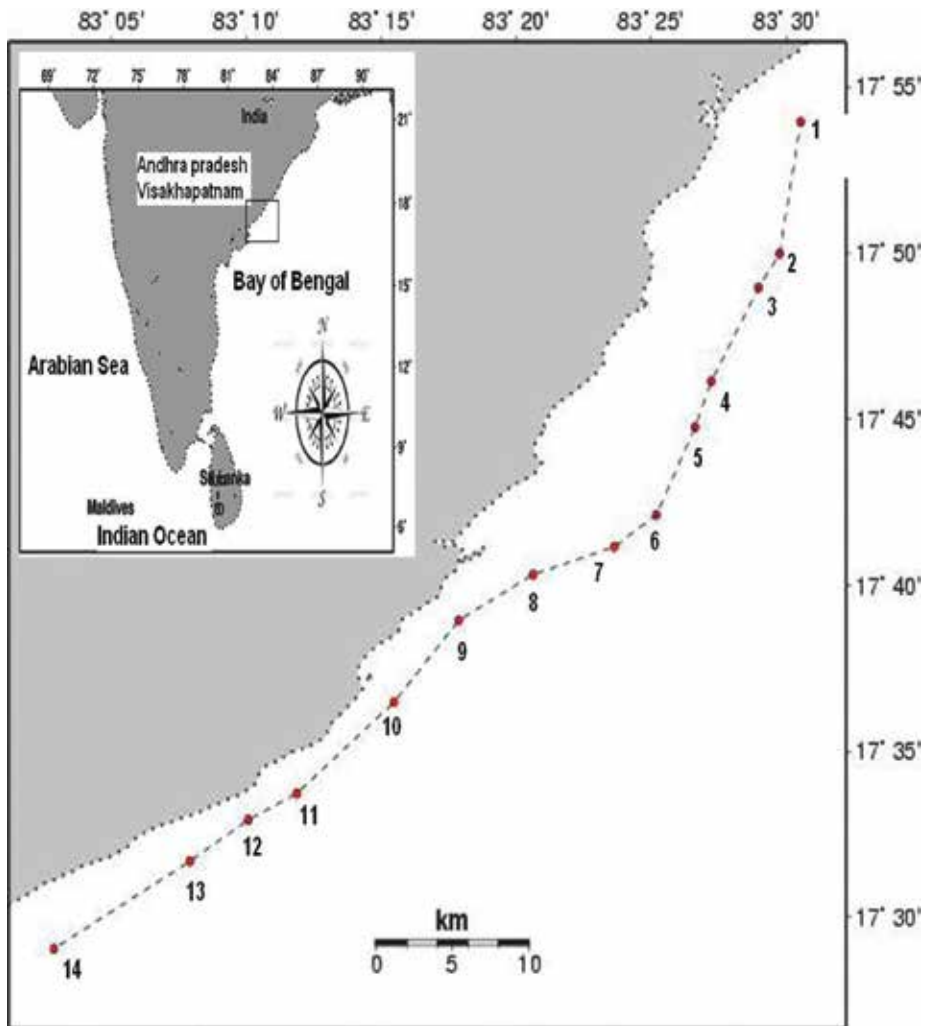 83˚ 05' 83˚ 10' 83˚ 15' 83˚ 20' 83˚ 25' 83˚ 30'
69˚ 72˚ 75˚ 78˚ 81˚ 84˚ 87˚ 90˚
17˚ 55'
India
21˚
1
Andhra pradesh
Visakhapatnam
18˚
17˚ 50'
2
Bay of Bengal
15˚
3
N
Arabian Sea
12˚
4
W
E
17˚ 45'
5
9˚
Sri Lanka
S
Maldives
6˚
6
Indian Ocean
7
17˚ 40'
8
9
10
17˚ 35'
11
12
13
17˚ 30'
km
14
0 5 10